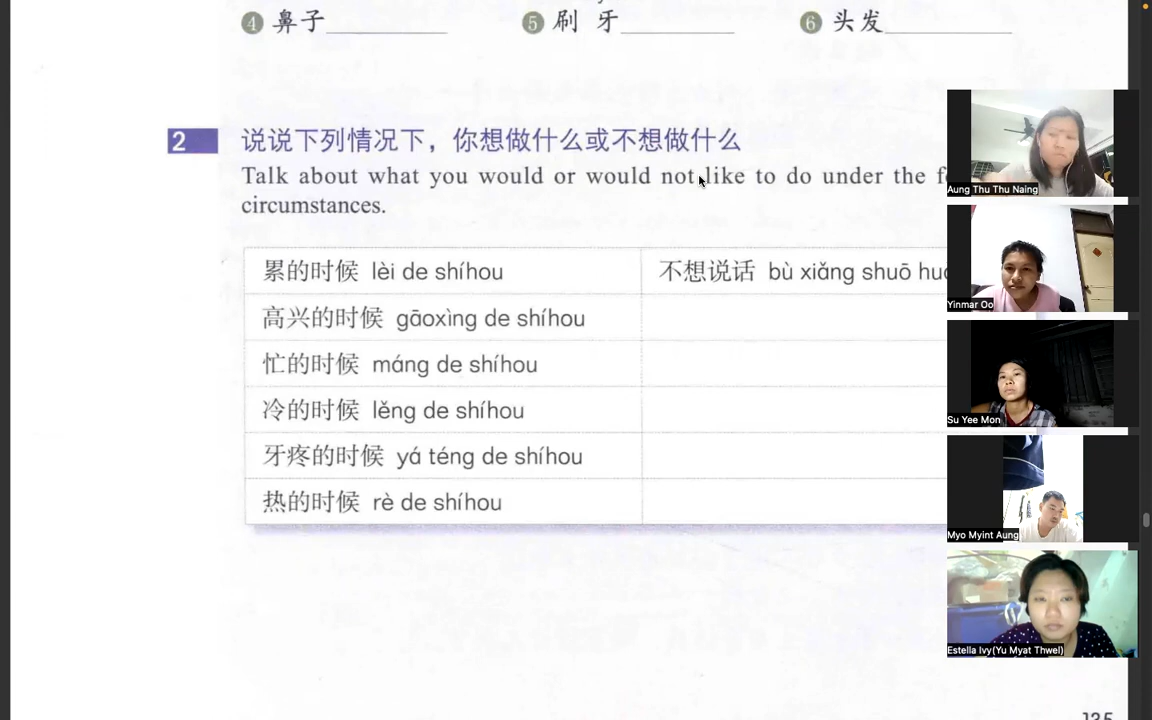 ④ 鼻子
⑤ 刷 牙
⑥ 头发
2 说说下列情况下，你想做什么或不想做什么
Talk about what you would or would not like to do under the
circumstances.
累的时候 lèi de shíhou
不想说话 bù xiǎng shuō
高兴的时候 gāoxìng de shíhou
忙的时候 máng de shíhou
冷的时候 lěng de shíhou
牙疼的时候 yá téng de shíhou
热的时候 rè de shíhou
Aung Thu Thu Naing
Yinmar Oo
Su Yee Mon
Myo Myint Aung
Estella Ivy(Yu Myat Thwel)